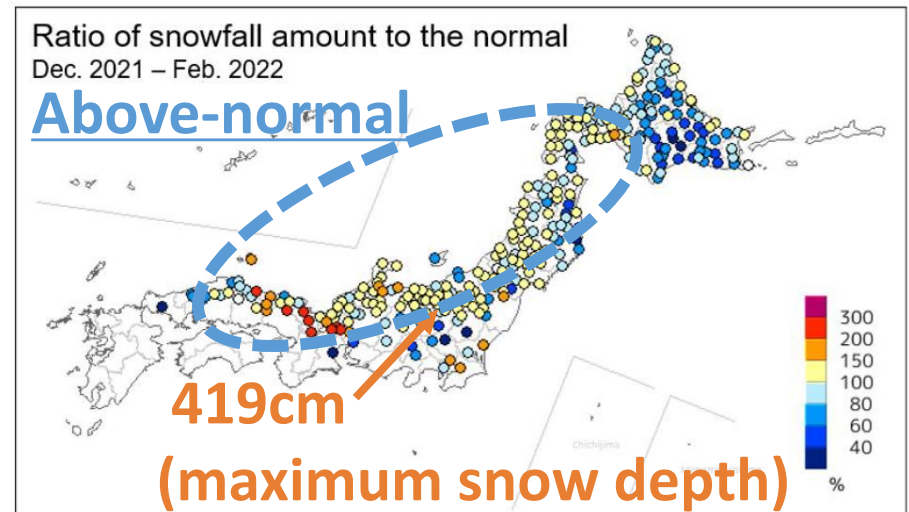 Ratio of snowfall amount to the normal
Dec. 2021 – Feb. 2022
Above-normal
419cm
(maximum snow depth)
300
200
150
100
80
60
40
%
Chichijima